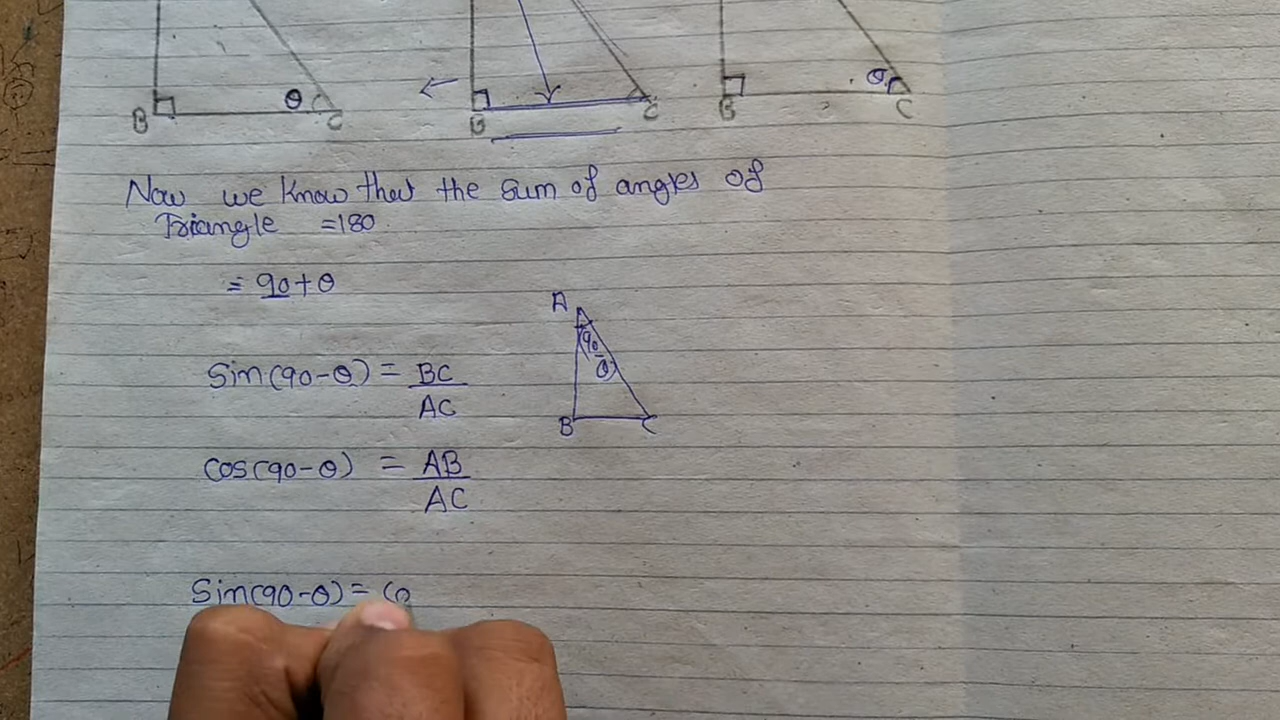 B θ C
B C
B θ C
Now we know that the sum of angles of
Triangle =180
= 90+θ
A
90
-θ
B C
Sin(90-θ) = BC
AC
cos(90-θ) = AB
AC
Sin(90-θ)= Co